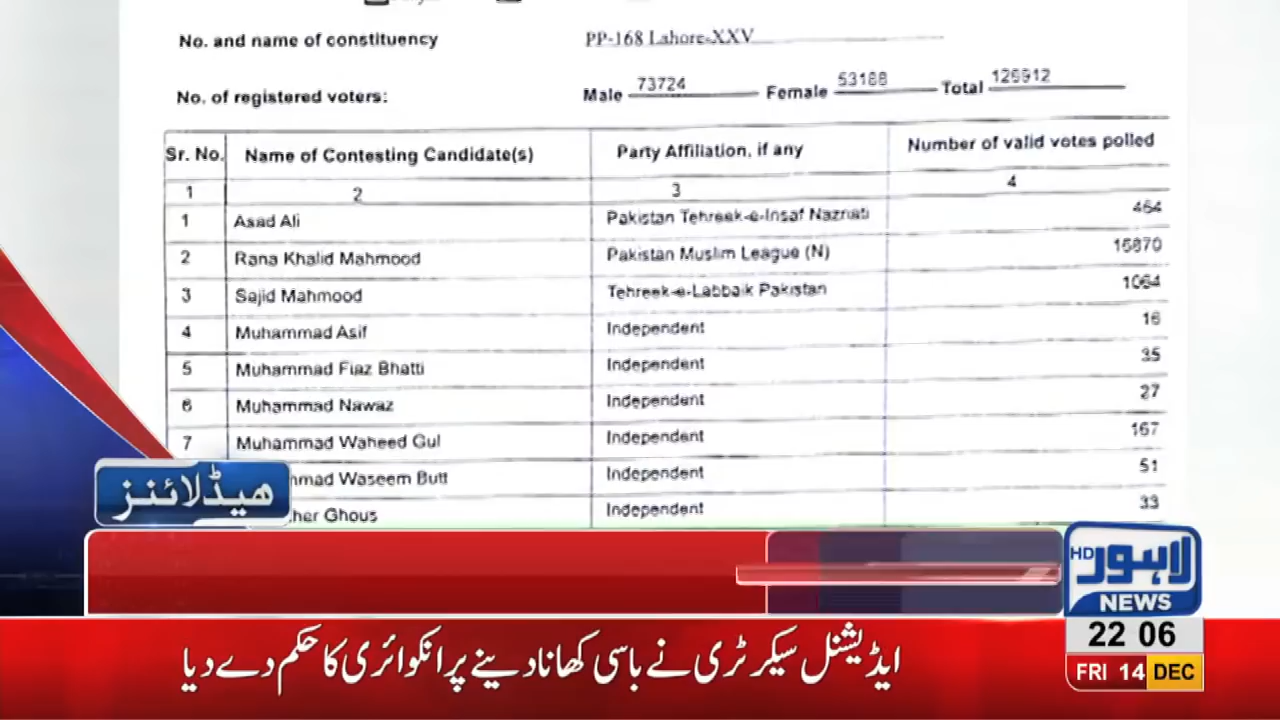 No. and name of constituency PP-168 Lahore-XXV
No. of registered voters: Male 73724 Female 53188 Total 126912
Sr. No. Name of Contesting Candidate(s) Party Affiliation, if any Number of valid votes polled
1 2 3 4
1 Asad Ali Pakistan Tehreek-e-Insaf Nazriati 464
2 Rana Khalid Mahmood Pakistan Muslim League (N)
3 Sajid Mahmood Tehreek-e-Labbaik Pakistan 1064
4 Muhammad Asif Independent 16
5 Muhammad Fiaz Bhatti Independent 35
6 Muhammad Nawaz Independent 27
7 Muhammad Waheed Gul Independent 167
mmad Waseem Butt Independent 51
her Ghous Independent 33
ھیڈلائنز
HD لاہور
NEWS
22 06
ایڈیشنل سیکرٹری نے باسی کھانا دینے پر انکوائری کا حکم دے دیا
FRI 14 DEC